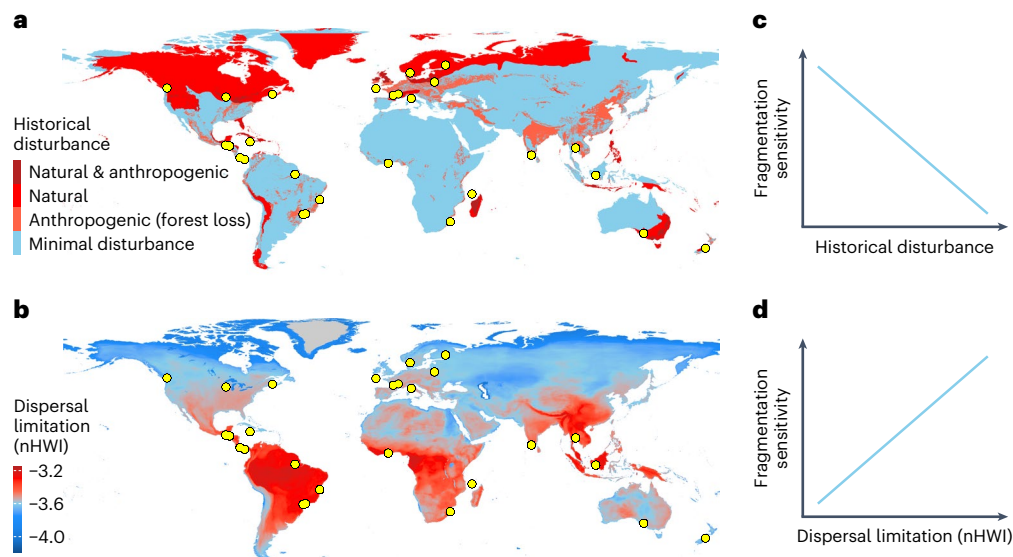 a
Historical
disturbance
Natural & anthropogenic
Natural
Anthropogenic (forest loss)
Minimal disturbance
b
Dispersal
limitation
(nHWI)
−3.2
−3.6
−4.0
c
Fragmentation
sensitivity
Historical disturbance
d
Fragmentation
sensitivity
Dispersal limitation (nHWI)